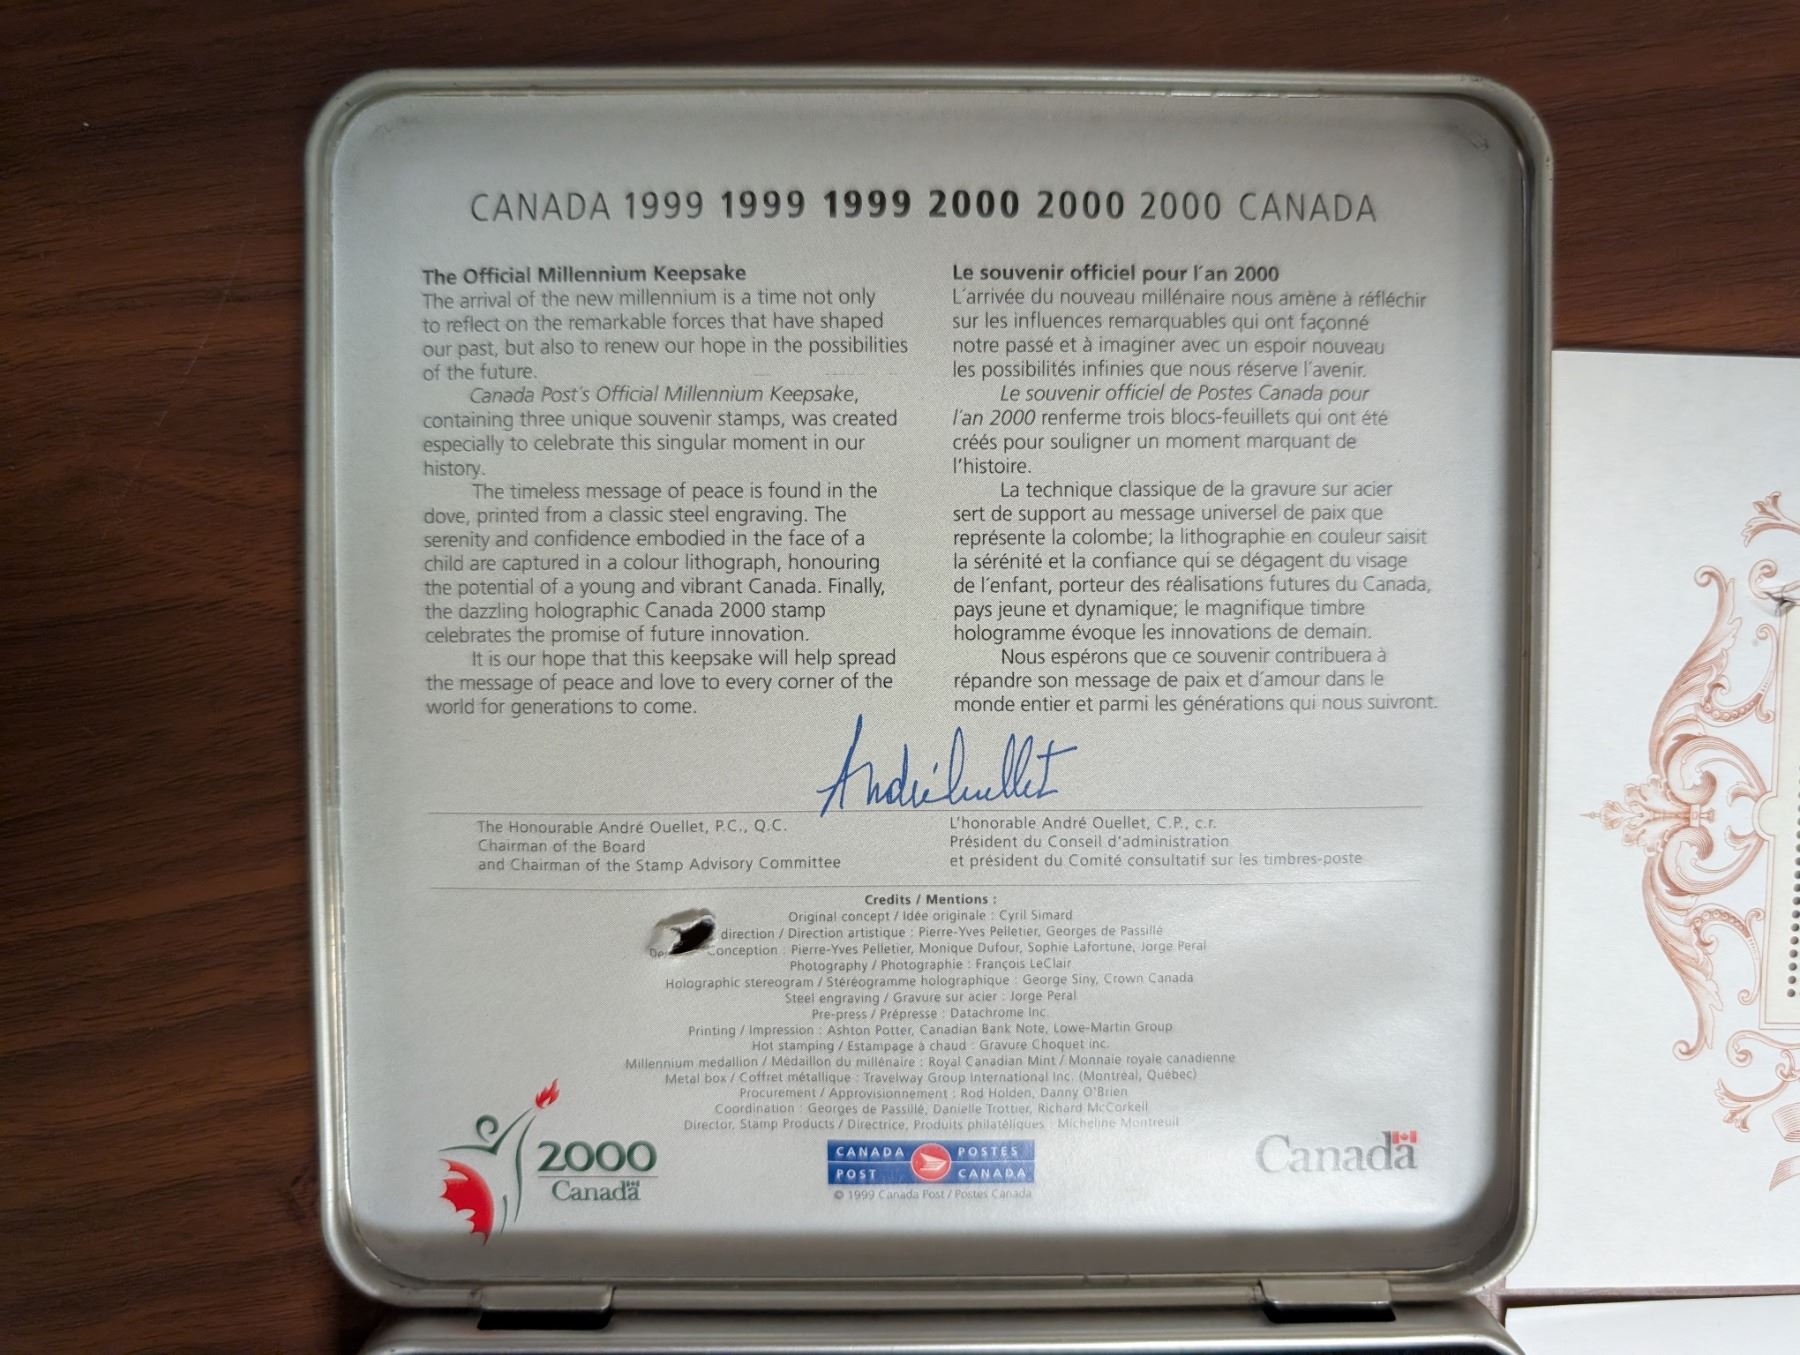 CANADA 1999 1999 1999 2000 2000 2000 CANADA
The Official Millennium Keepsake
The arrival of the new millennium is a time not only
to reflect on the remarkable forces that have shaped
our past, but also to renew our hope in the possibilities
of the future.
Canada Post's Official Millennium Keepsake,
containing three unique souvenir stamps, was created
especially to celebrate this singular moment in our
history.
The timeless message of peace is found in the
dove, printed from a classic steel engraving. The
serenity and confidence embodied in the face of a
child are captured in a colour lithograph, honouring
the potential of a young and vibrant Canada. Finally,
the dazzling holographic Canada 2000 stamp
celebrates the promise of future innovation.
It is our hope that this keepsake will help spread
the message of peace and love to every corner of the
world for generations to come.
Le souvenir officiel pour l'an 2000
L'arrivée du nouveau millénaire nous amène à réfléchir
sur les influences remarquables qui ont façonné
notre passé et à imaginer avec un espoir nouveau
les possibilités infinies que nous réserve l'avenir.
Le souvenir officiel de Postes Canada pour
l'an 2000 renferme trois blocs-feuillets qui ont été
créés pour souligner un moment marquant de
l'histoire.
La technique classique de la gravure sur acier
sert de support au message universel de paix que
représente la colombe; la lithographie en couleur saisit
la sérénité et la confiance qui se dégagent du visage
de l'enfant, porteur des réalisations futures du Canada,
pays jeune et dynamique; le magnifique timbre
hologramme évoque les innovations de demain.
Nous espérons que ce souvenir contribuera à
répandre son message de paix et d'amour dans le
monde entier et parmi les générations qui nous suivront.
André Ouellet
The Honourable André Ouellet, P.C., Q.C.
Chairman of the Board
and Chairman of the Stamp Advisory Committee
L'honorable André Ouellet, C.P., c.r.
Président du Conseil d'administration
et président du Comité consultatif sur les timbres-poste
Credits / Mentions :
Original concept / Idée originale : Cyril Simard
direction / Direction artistique : Pierre-Yves Pelletier, Georges de Passillé
onception : Pierre-Yves Pelletier, Monique Dufour, Sophie Lafortune, Jorge Peral
Photography / Photographie : François LeClair
Holographic stereogram / Stéréogramme holographique : George Siny, Crown Canada
Steel engraving / Gravure sur acier : Jorge Peral
Pre-press / Prépresse : Datachrome Inc.
Printing / Impression : Ashton Potter, Canadian Bank Note, Lowe-Martin Group
Hot stamping / Estampage à chaud : Gravure Choquet inc.
Millennium medallion / Médaillon du millénaire : Royal Canadian Mint / Monnaie royale canadienne
Metal box / Coffret métallique : Travelway Group International Inc. (Montréal, Québec)
Procurement / Approvisionnement : Rod Holden, Danny O'Brien
Coordination : Georges de Passillé, Danielle Trottier, Richard McCorkell
Director, Stamp Products / Directrice, Produits philatéliques : Micheline Montreuil
2000
Canada
CANADA POST
POSTES CANADA
© 1999 Canada Post / Postes Canada
Canada